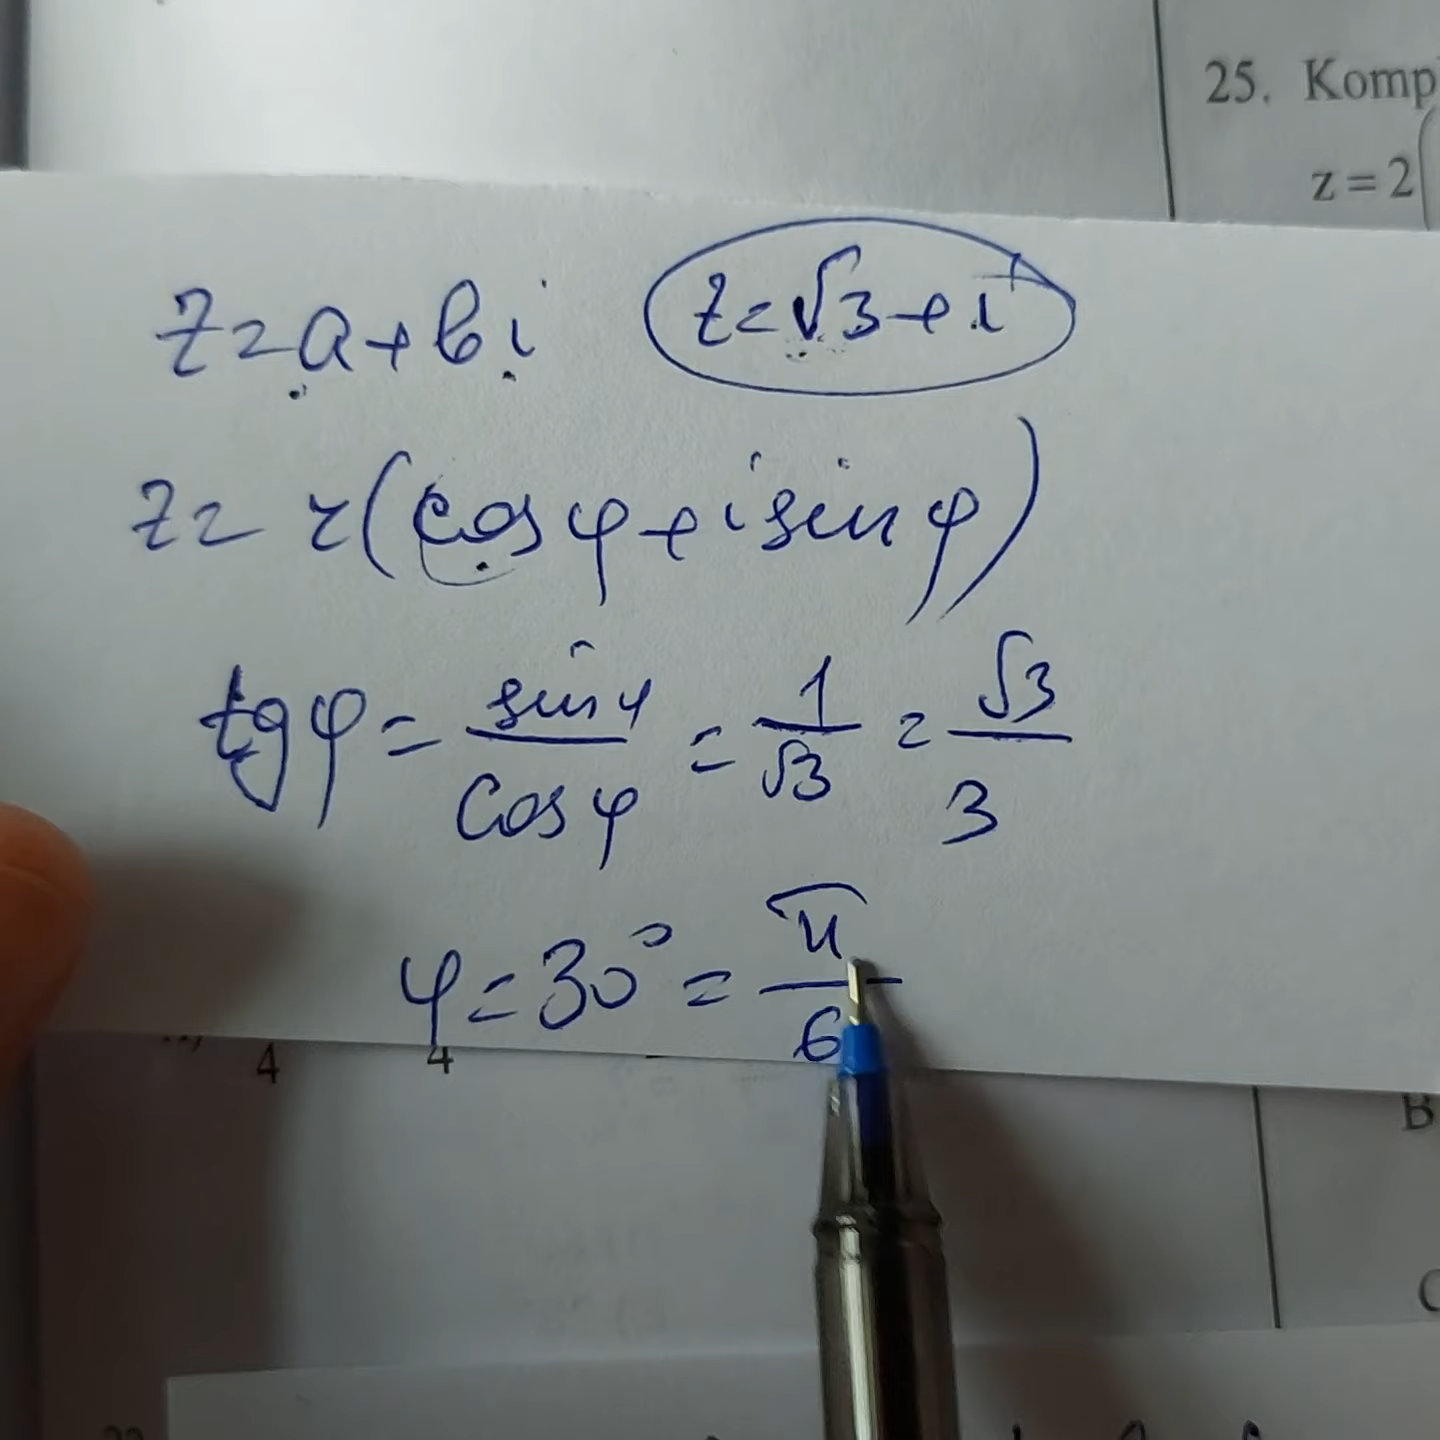 25. Komp
z = 2(
z = a + bi z = √3 + i
z = r(cos φ + i sin φ)
tg φ = sin φ / cos φ = 1/√3 = √3/3
φ = 30° = π/6
4 4
B
C